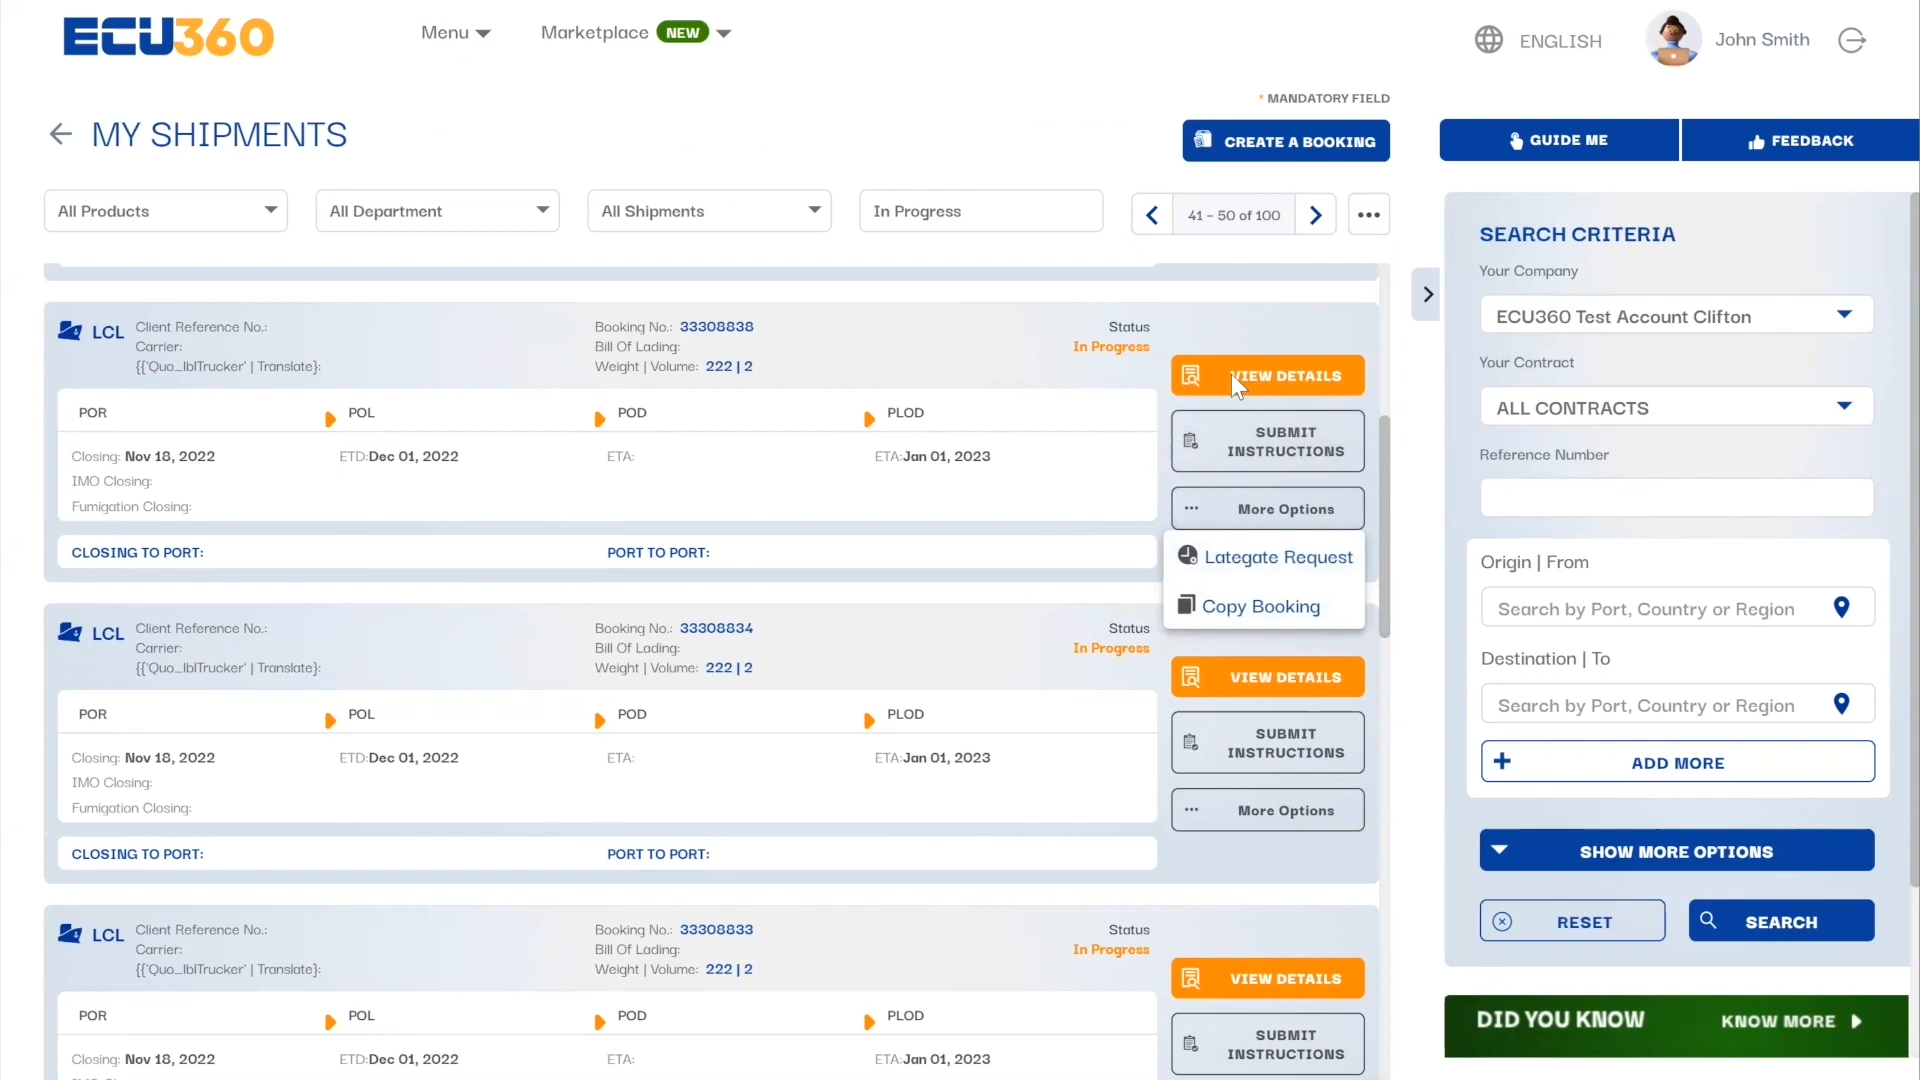 ECU360
Menu
Marketplace NEW
ENGLISH
John Smith
* MANDATORY FIELD
MY SHIPMENTS
CREATE A BOOKING
GUIDE ME
FEEDBACK
All Products
All Department
All Shipments
In Progress
41 - 50 of 100
LCL
Client Reference No.:
Carrier:
{{'Quo_lblTrucker' | Translate}:
Booking No.: 33308838
Bill Of Lading:
Weight | Volume: 222 | 2
Status
In Progress
VIEW DETAILS
SUBMIT
INSTRUCTIONS
More Options
Lategate Request
Copy Booking
POR
POL
POD
PLOD
Closing: Nov 18, 2022
ETD:Dec 01, 2022
ETA:
ETA:Jan 01, 2023
IMO Closing:
Fumigation Closing:
CLOSING TO PORT:
PORT TO PORT:
LCL
Client Reference No.:
Carrier:
{{'Quo_lblTrucker' | Translate}:
Booking No.: 33308834
Bill Of Lading:
Weight | Volume: 222 | 2
Status
In Progress
VIEW DETAILS
SUBMIT
INSTRUCTIONS
More Options
POR
POL
POD
PLOD
Closing: Nov 18, 2022
ETD:Dec 01, 2022
ETA:
ETA:Jan 01, 2023
IMO Closing:
Fumigation Closing:
CLOSING TO PORT:
PORT TO PORT:
LCL
Client Reference No.:
Carrier:
{{'Quo_lblTrucker' | Translate}:
Booking No.: 33308833
Bill Of Lading:
Weight | Volume: 222 | 2
Status
In Progress
VIEW DETAILS
SUBMIT
INSTRUCTIONS
POR
POL
POD
PLOD
Closing: Nov 18, 2022
ETD:Dec 01, 2022
ETA:
ETA:Jan 01, 2023
SEARCH CRITERIA
Your Company
ECU360 Test Account Clifton
Your Contract
ALL CONTRACTS
Reference Number
Origin | From
Search by Port, Country or Region
Destination | To
Search by Port, Country or Region
ADD MORE
SHOW MORE OPTIONS
RESET
SEARCH
DID YOU KNOW
KNOW MORE